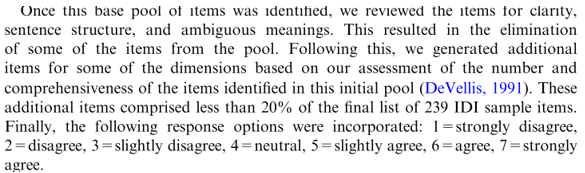 Once this base pool of items was identified, we reviewed the items for clarity,
sentence structure, and ambiguous meanings. This resulted in the elimination
of some of the items from the pool. Following this, we generated additional
items for some of the dimensions based on our assessment of the number and
comprehensiveness of the items identified in this initial pool (DeVellis, 1991). These
additional items comprised less than 20% of the final list of 239 IDI sample items.
Finally, the following response options were incorporated: 1=strongly disagree,
2=disagree, 3=slightly disagree, 4=neutral, 5=slightly agree, 6=agree, 7=strongly
agree.